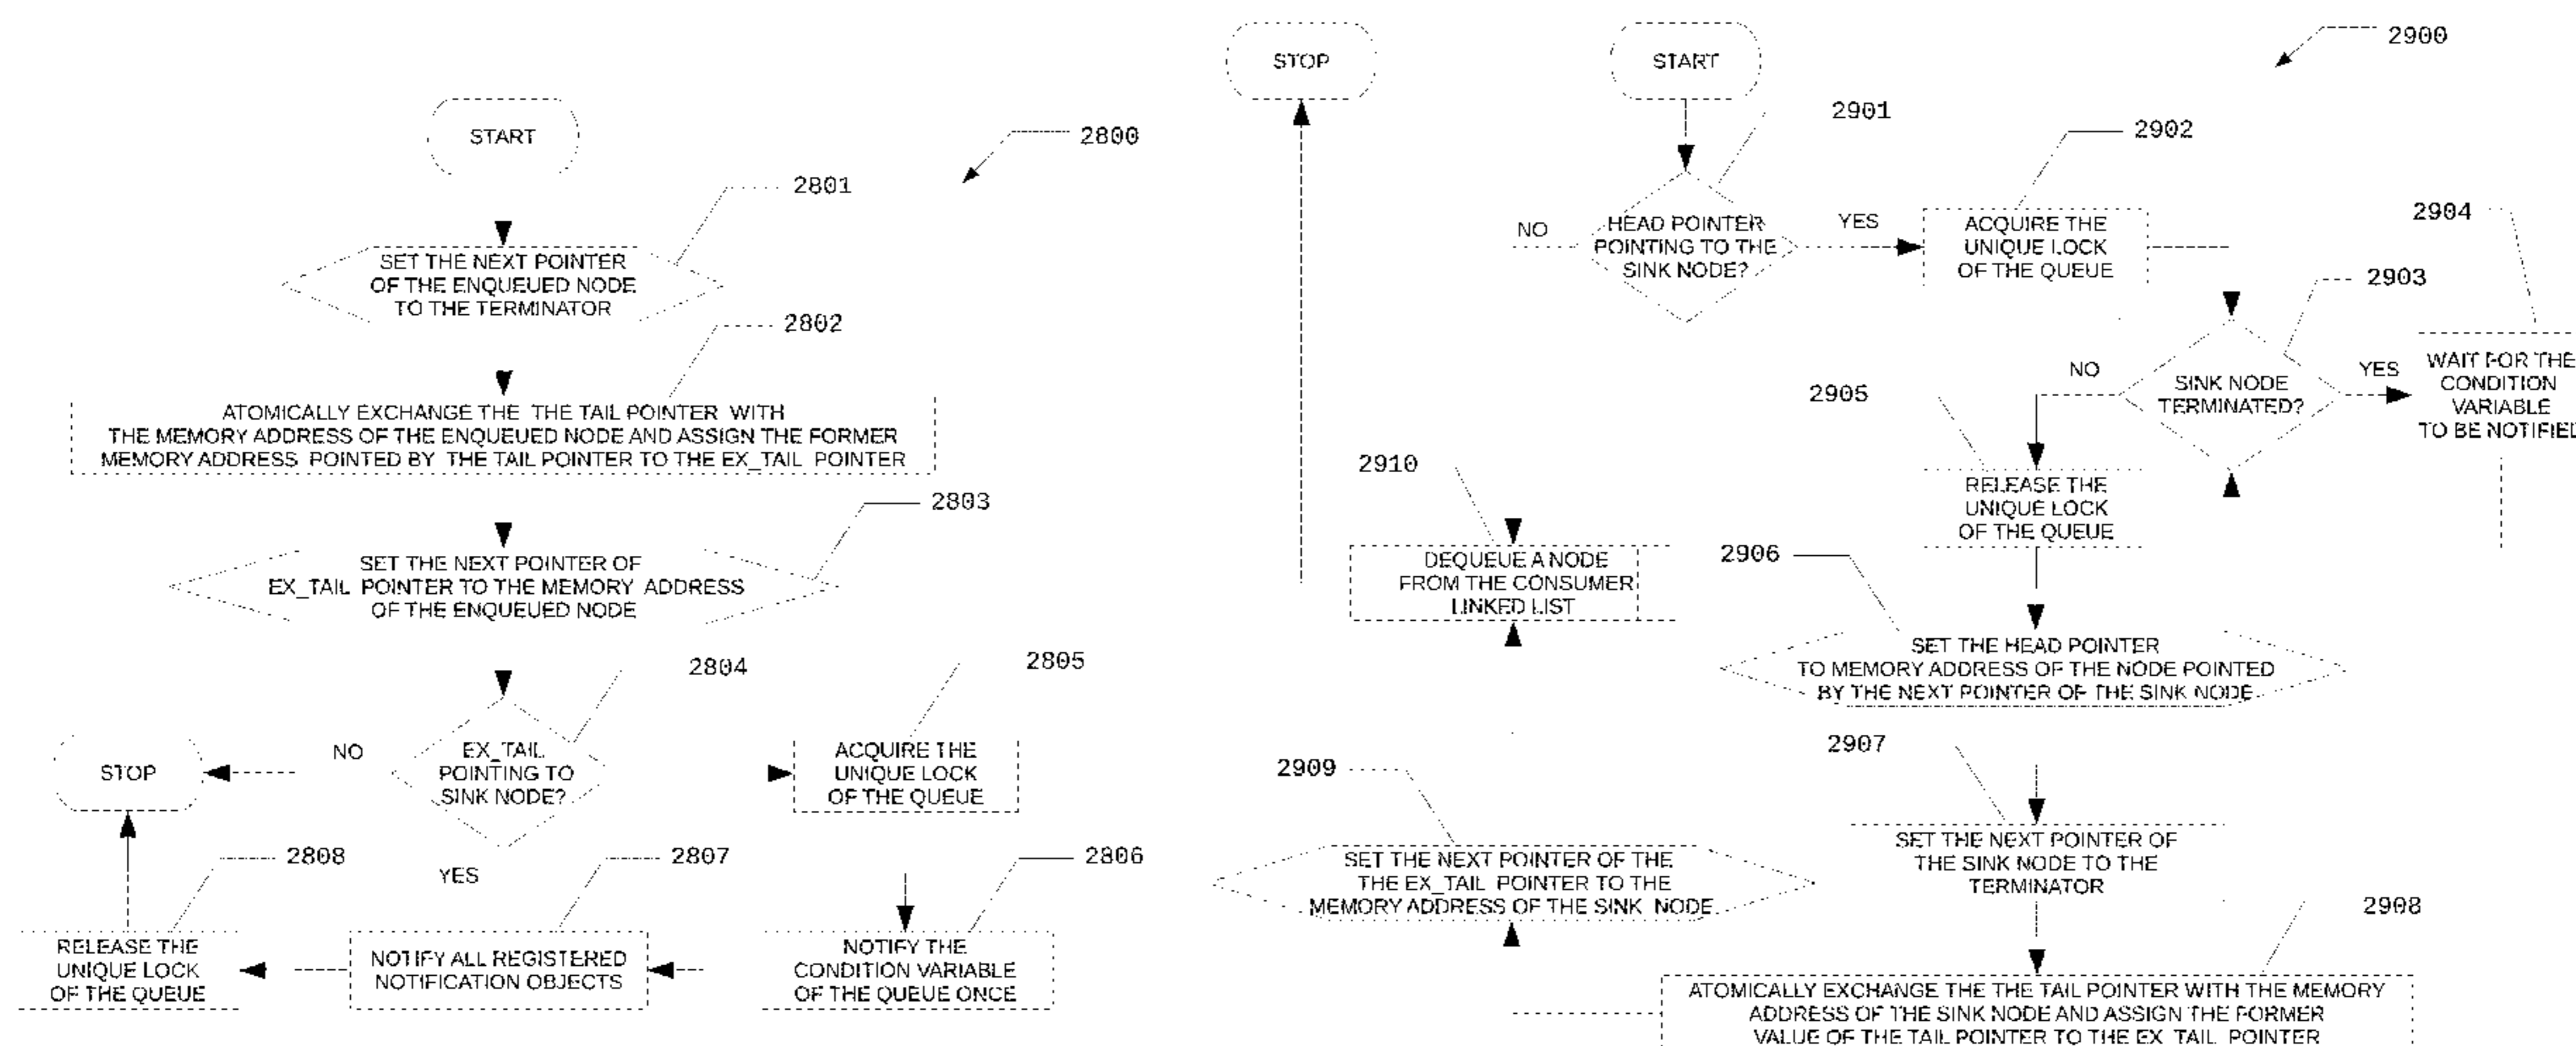 START
2800
2801
SET THE NEXT POINTER
OF THE ENQUEUED NODE
TO THE TERMINATOR
2802
ATOMICALLY EXCHANGE THE THE TAIL POINTER WITH
THE MEMORY ADDRESS OF THE ENQUEUED NODE AND ASSIGN THE FORMER
MEMORY ADDRESS POINTED BY THE TAIL POINTER TO THE EX_TAIL POINTER
2803
SET THE NEXT POINTER OF
EX_TAIL POINTER TO THE MEMORY ADDRESS
OF THE ENQUEUED NODE
2804
2805
NO
EX_TAIL
POINTING TO
SINK NODE?
STOP
ACQUIRE THE
UNIQUE LOCK
OF THE QUEUE
YES
2808
2807
2806
RELEASE THE
UNIQUE LOCK
OF THE QUEUE
NOTIFY ALL REGISTERED
NOTIFICATION OBJECTS
NOTIFY THE
CONDITION VARIABLE
OF THE QUEUE ONCE
STOP
START
2900
2901
2902
NO
HEAD POINTER
POINTING TO THE
SINK NODE?
YES
ACQUIRE THE
UNIQUE LOCK
OF THE QUEUE
2904
2903
NO
SINK NODE
TERMINATED?
YES
WAIT FOR THE
CONDITION
VARIABLE
TO BE NOTIFIED
2905
RELEASE THE
UNIQUE LOCK
OF THE QUEUE
2910
DEQUEUE A NODE
FROM THE CONSUMER
LINKED LIST
2906
SET THE HEAD POINTER
TO MEMORY ADDRESS OF THE NODE POINTED
BY THE NEXT POINTER OF THE SINK NODE
2907
SET THE NEXT POINTER OF
THE SINK NODE TO THE
TERMINATOR
2909
SET THE NEXT POINTER OF THE
THE EX_TAIL POINTER TO THE
MEMORY ADDRESS OF THE SINK NODE
2908
ATOMICALLY EXCHANGE THE THE TAIL POINTER WITH THE MEMORY
ADDRESS OF THE SINK NODE AND ASSIGN THE FORMER
VALUE OF THE TAIL POINTER TO THE EX_TAIL POINTER